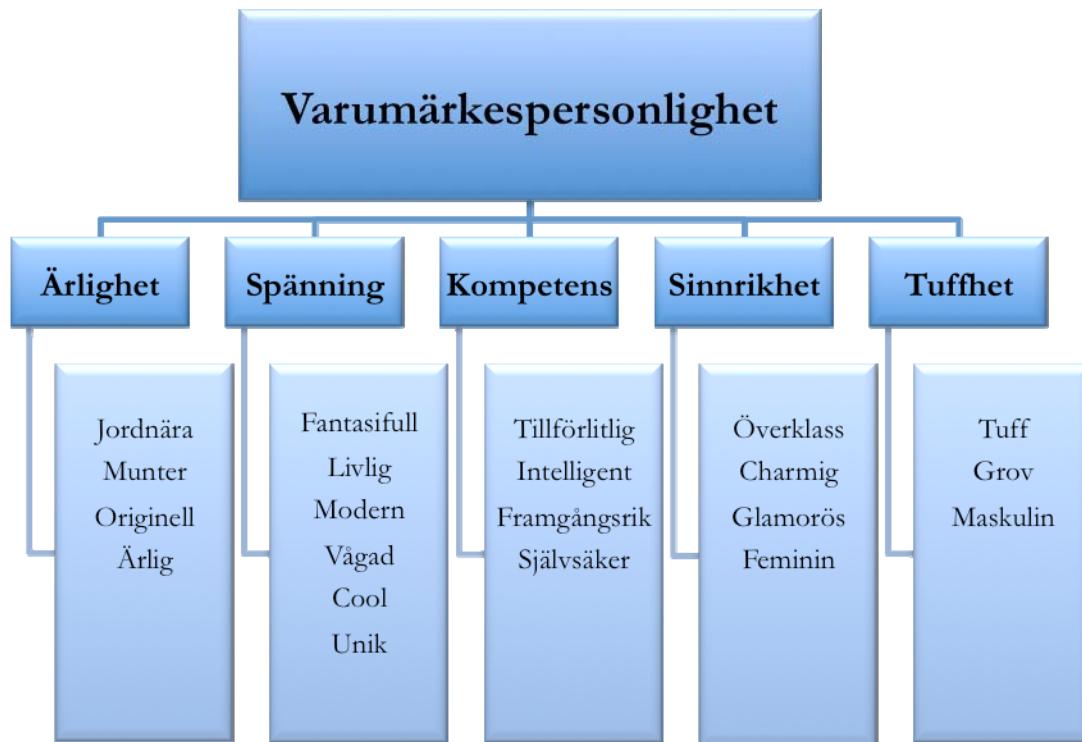 Varumärkespersonlighet
Ärlighet
Spänning
Kompetens
Sinnrikhet
Tuffhet
Jordnära
Munter
Originell
Ärlig
Fantasifull
Livlig
Modern
Vågad
Cool
Unik
Tillförlitlig
Intelligent
Framgångsrik
Självsäker
Överklass
Charmig
Glamorös
Feminin
Tuff
Grov
Maskulin